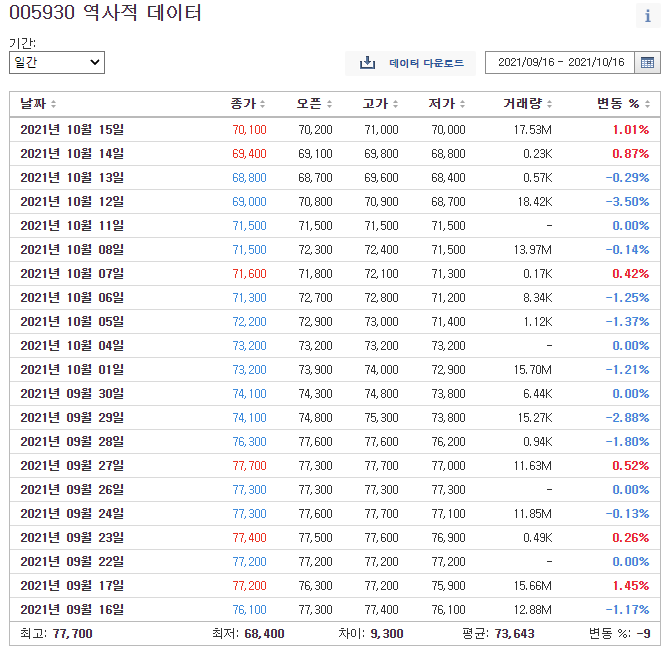 005930 역사적 데이터
기간:
일간 데이터 다운로드 2021/09/16 - 2021/10/16
날짜 종가 오픈 고가 저가 거래량 변동 %
2021년 10월 15일 70,100 70,200 71,000 70,000 17.53M 1.01%
2021년 10월 14일 69,400 69,100 69,800 68,800 0.23K 0.87%
2021년 10월 13일 68,800 68,700 69,600 68,400 0.57K -0.29%
2021년 10월 12일 69,000 70,800 70,900 68,700 18.42M -3.50%
2021년 10월 11일 71,500 71,500 71,500 71,500 - 0.00%
2021년 10월 08일 71,500 72,300 72,400 71,500 13.97M -0.14%
2021년 10월 07일 71,600 71,800 72,100 71,300 0.17K 0.42%
2021년 10월 06일 71,300 72,700 72,800 71,200 8.34K -1.25%
2021년 10월 05일 72,200 72,900 73,000 71,400 1.12K -1.37%
2021년 10월 04일 73,200 73,200 73,200 73,200 - 0.00%
2021년 10월 01일 73,200 73,900 74,000 72,900 15.70M -1.21%
2021년 09월 30일 74,100 74,300 74,800 73,800 6.44K 0.00%
2021년 09월 29일 74,100 74,800 75,300 73,800 15.27K -2.88%
2021년 09월 28일 76,300 77,600 77,600 76,200 0.94K -1.80%
2021년 09월 27일 77,700 77,300 77,700 77,000 11.63M 0.52%
2021년 09월 26일 77,300 77,300 77,300 77,300 - 0.00%
2021년 09월 24일 77,300 77,600 77,700 77,100 11.85M -0.13%
2021년 09월 23일 77,400 77,500 77,600 76,900 0.49K 0.26%
2021년 09월 22일 77,200 77,200 77,200 77,200 - 0.00%
2021년 09월 17일 77,200 76,300 77,200 75,900 15.66M 1.45%
2021년 09월 16일 76,100 77,300 77,400 76,100 12.88M -1.17%
최고: 77,700 최저: 68,400 차이: 9,300 평균: 73,643 변동 %: -9